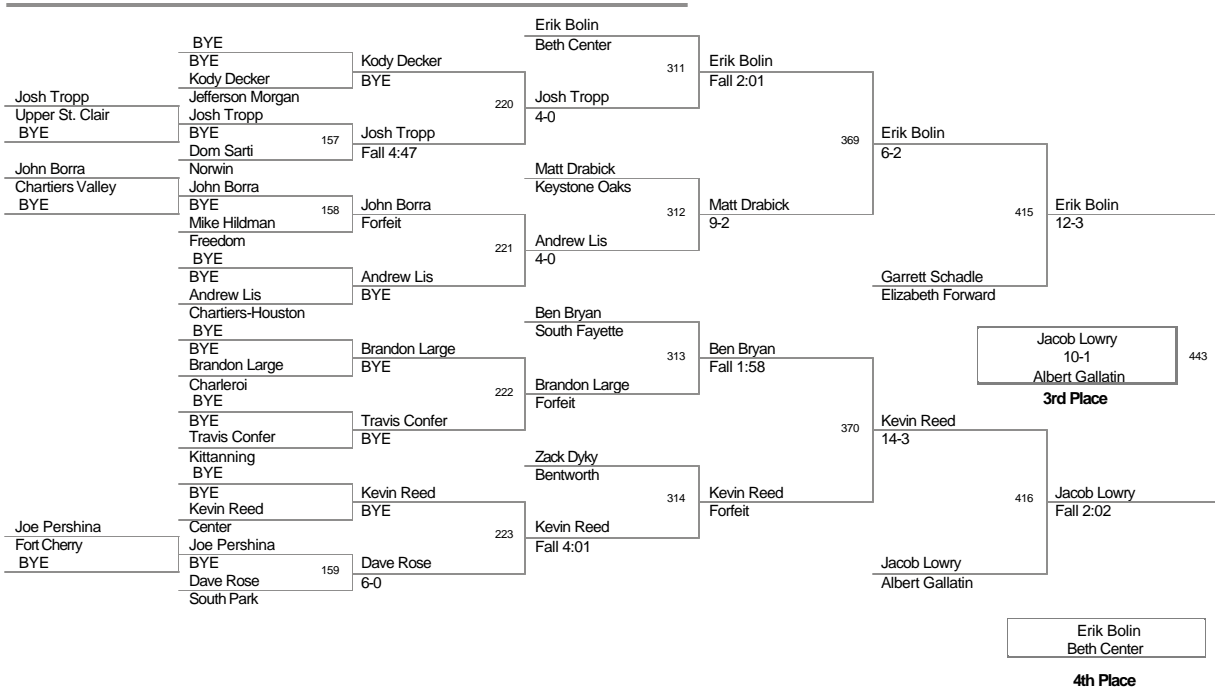 Josh Tropp
Upper St. Clair
BYE
John Borra
Chartiers Valley
BYE
Joe Pershina
Fort Cherry
BYE
BYE
BYE
Kody Decker
Jefferson Morgan
Josh Tropp
BYE
157
Dom Sarti
Norwin
John Borra
BYE
158
Mike Hildman
Freedom
BYE
BYE
Andrew Lis
Chartiers-Houston
BYE
BYE
Brandon Large
Charleroi
BYE
BYE
Travis Confer
Kittanning
BYE
BYE
Kevin Reed
Center
Joe Pershina
BYE
159
Dave Rose
South Park
Kody Decker
BYE
220
Josh Tropp
Fall 4:47
John Borra
Forfeit
221
Andrew Lis
BYE
Brandon Large
BYE
222
Travis Confer
BYE
Kevin Reed
BYE
223
Dave Rose
6-0
Erik Bolin
Beth Center
311
Josh Tropp
4-0
Matt Drabick
Keystone Oaks
312
Andrew Lis
4-0
Ben Bryan
South Fayette
313
Brandon Large
Forfeit
Zack Dyky
Bentworth
314
Kevin Reed
Fall 4:01
Erik Bolin
Fall 2:01
369
Matt Drabick
9-2
Ben Bryan
Fall 1:58
370
Kevin Reed
Forfeit
Erik Bolin
6-2
415
Garrett Schadle
Elizabeth Forward
Kevin Reed
14-3
416
Jacob Lowry
Albert Gallatin
Erik Bolin
12-3
Jacob Lowry
10-1
Albert Gallatin
443
3rd Place
Jacob Lowry
Fall 2:02
Erik Bolin
Beth Center
4th Place